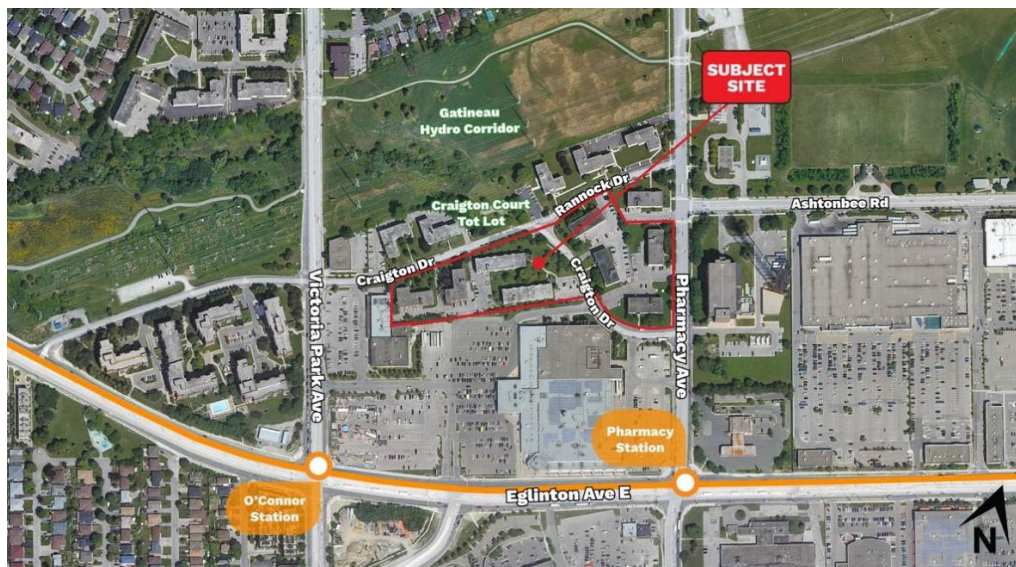 SUBJECT
SITE
Gatineau
Hydro Corridor
Rannock Dr
Craigton Court
Tot Lot
Ashtonbee Rd
Craigton Dr
Craigton Dr
Victoria Park Ave
Pharmacy Ave
Pharmacy
Station
O'Connor
Station
Eglinton Ave E
N